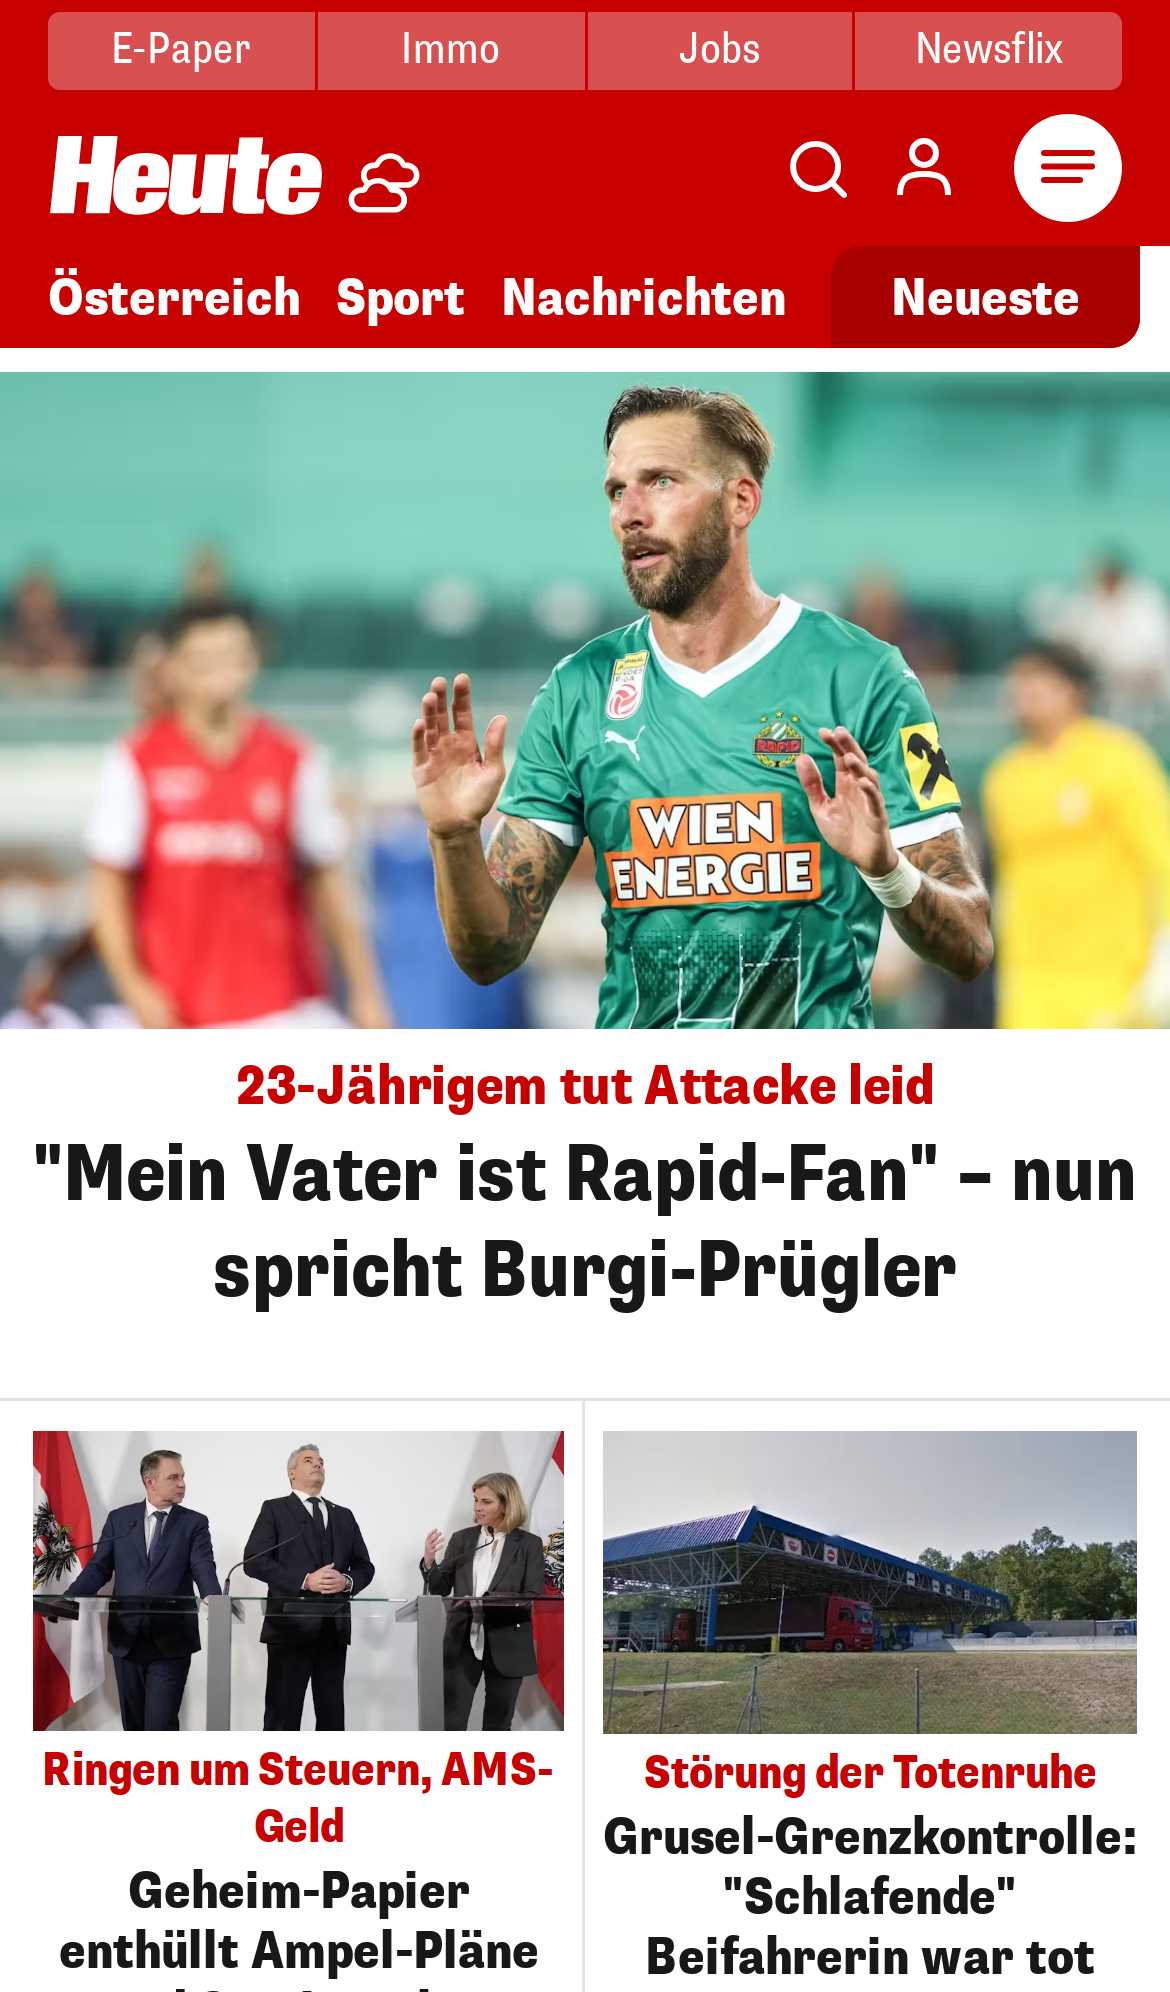 E-Paper
Immo
Jobs
Newsflix
Heute
Österreich
Sport
Nachrichten
Neueste
RAPID
WIEN
ENERGIE
23-Jährigem tut Attacke leid
"Mein Vater ist Rapid-Fan" – nun
spricht Burgi-Prügler
Ringen um Steuern, AMS-
Geld
Geheim-Papier
enthüllt Ampel-Pläne
Störung der Totenruhe
Grusel-Grenzkontrolle:
"Schlafende"
Beifahrerin war tot